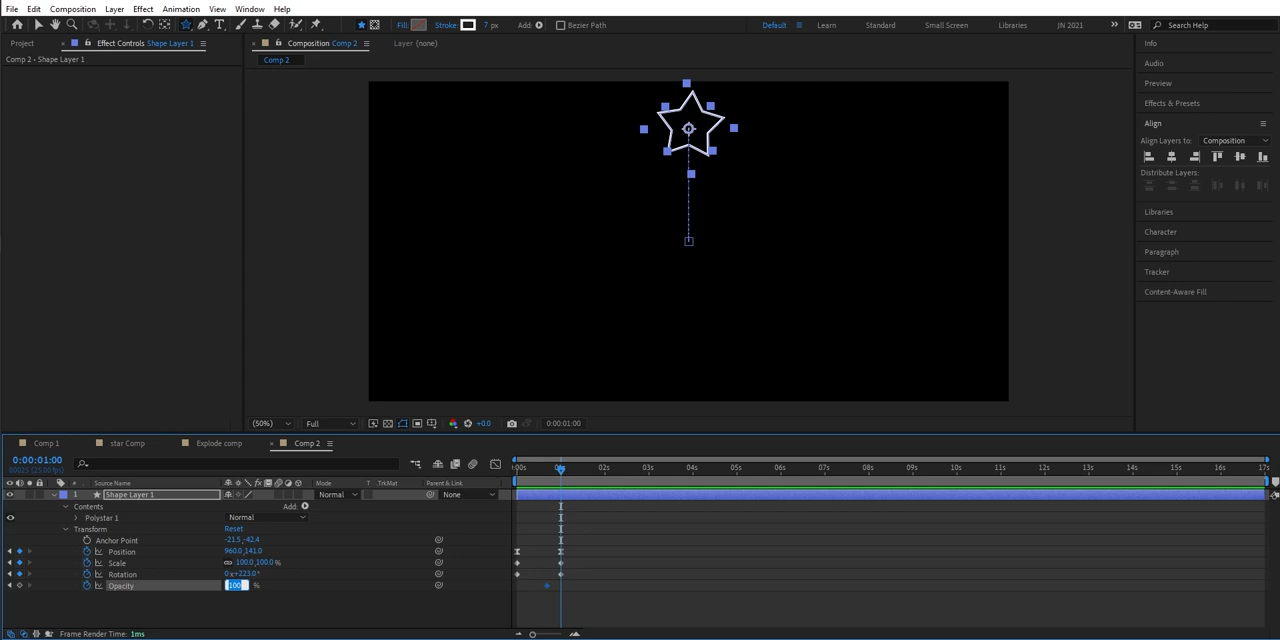 File Edit Composition Layer Effect Animation View Window Help
Fill: Stroke: 7 px Add: Bezier Path Default Learn Standard Small Screen Libraries JN 2021 Search Help
Project Effect Controls Shape Layer 1 Composition Comp 2 Layer (none) Info
Comp 2 • Shape Layer 1 Comp 2 Audio
Preview
Effects & Presets
Align
Align Layers to: Composition
Distribute Layers:
Libraries
Character
Paragraph
Tracker
Content-Aware Fill
(50%) Full +0.0 0:00:01:00
Comp 1 star Comp Explode comp Comp 2
0:00:01:00
00025 (25.00 fps)
:00s 02s 03s 04s 05s 06s 07s 08s 09s 10s 11s 12s 13s 14s 15s 16s 17s
# Source Name Mode T .TrkMat Parent & Link
1 Shape Layer 1 Normal None
Contents Add:
Polystar 1 Normal
Transform Reset
Anchor Point -21.5,-42.4
Position 960.0,141.0
Scale 100.0,100.0%
Rotation 0x+223.0°
Opacity 100 %
Frame Render Time: 1ms